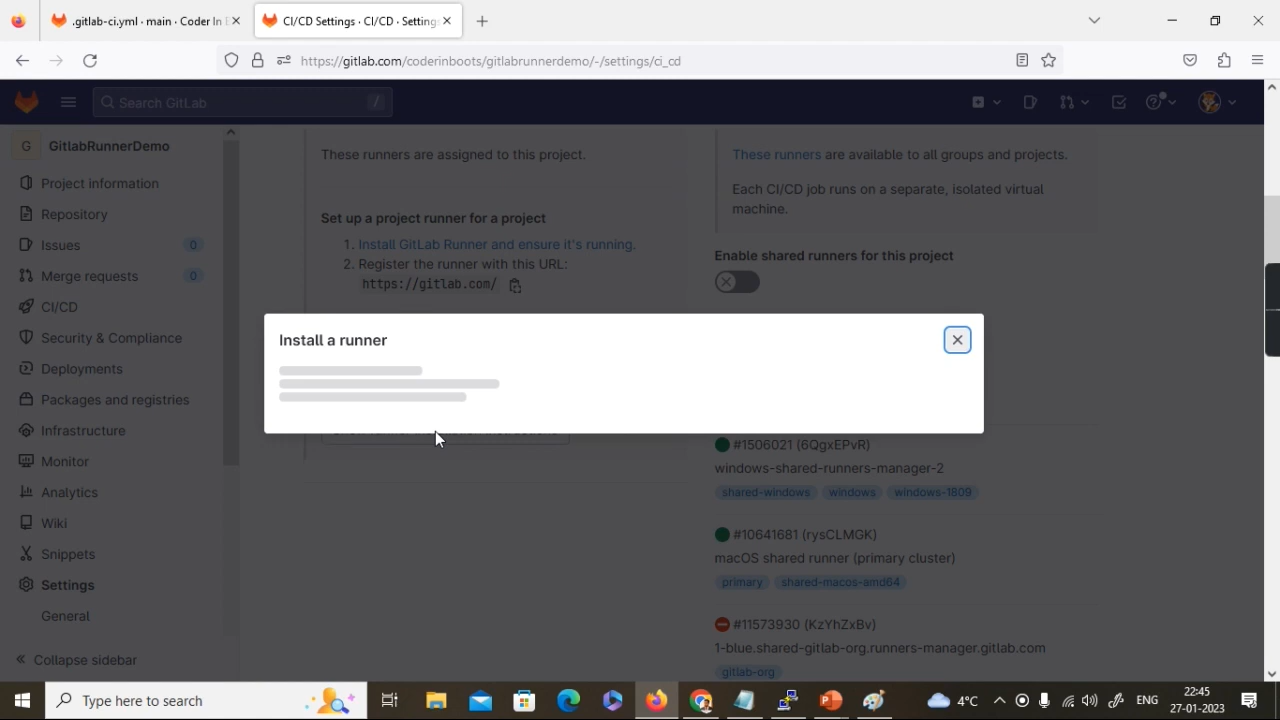 .gitlab-ci.yml · main · Coder In E
CI/CD Settings · CI/CD · Settings
https://gitlab.com/coderinboots/gitlabrunnerdemo/-/settings/ci_cd
Search GitLab
/
G
GitlabRunnerDemo
Project information
Repository
Issues
0
Merge requests
0
CI/CD
Security & Compliance
Deployments
Packages and registries
Infrastructure
Monitor
Analytics
Wiki
Snippets
Settings
General
Collapse sidebar
These runners are assigned to this project.
Set up a project runner for a project
1. Install GitLab Runner and ensure it's running.
2. Register the runner with this URL:
https://gitlab.com/
These runners are available to all groups and projects.
Each CI/CD job runs on a separate, isolated virtual
machine.
Enable shared runners for this project
Install a runner
#1506021 (6QgxEPvR)
windows-shared-runners-manager-2
shared-windows windows windows-1809
#10641681 (rysCLMGK)
macOS shared runner (primary cluster)
primary shared-macos-amd64
#11573930 (KzYhZxBv)
1-blue.shared-gitlab-org.runners-manager.gitlab.com
gitlab-org
Type here to search
4°C
ENG
22:45
27-01-2023